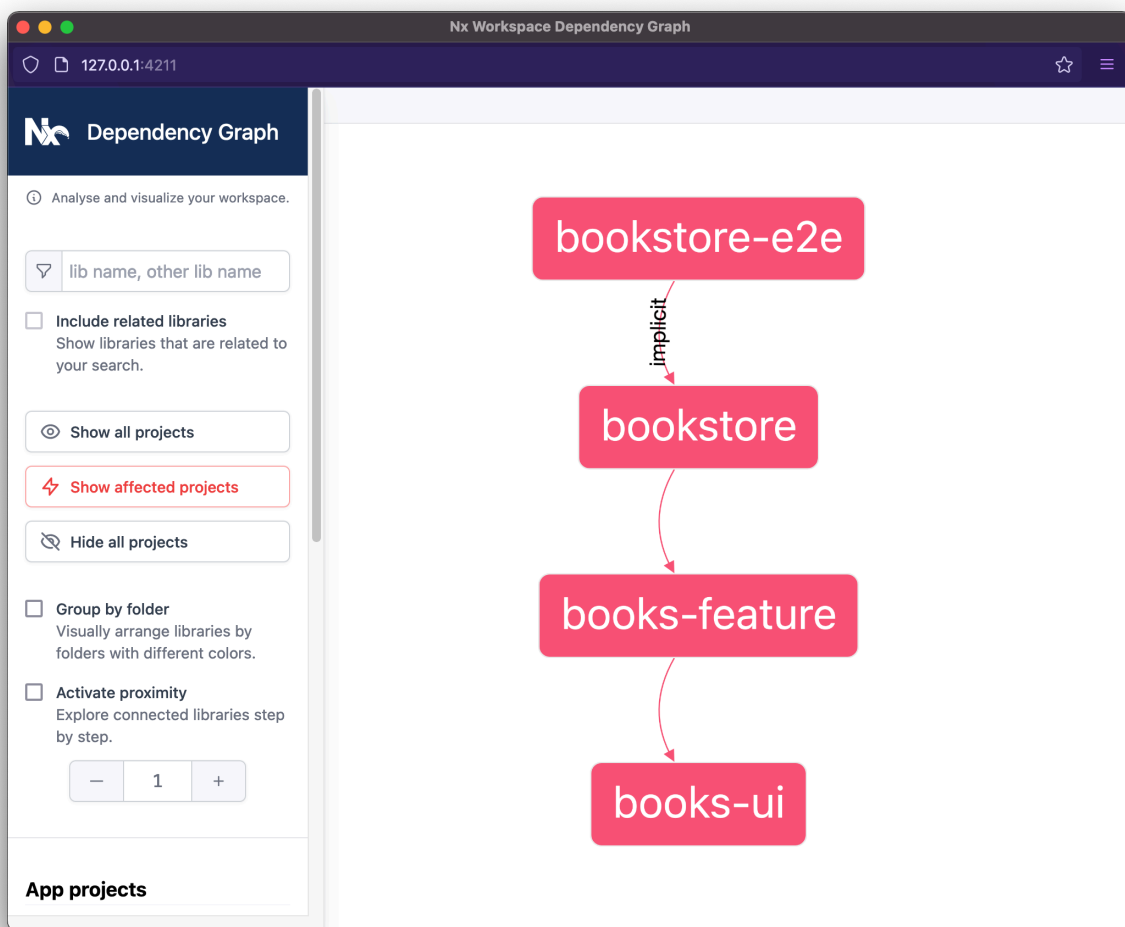 Nx Workspace Dependency Graph
127.0.0.1:4211
Nx Dependency Graph
Analyse and visualize your workspace.
lib name, other lib name
Include related libraries
Show libraries that are related to
your search.
Show all projects
Show affected projects
Hide all projects
Group by folder
Visually arrange libraries by
folders with different colors.
Activate proximity
Explore connected libraries step
by step.
1
App projects
bookstore-e2e
implicit
bookstore
books-feature
books-ui